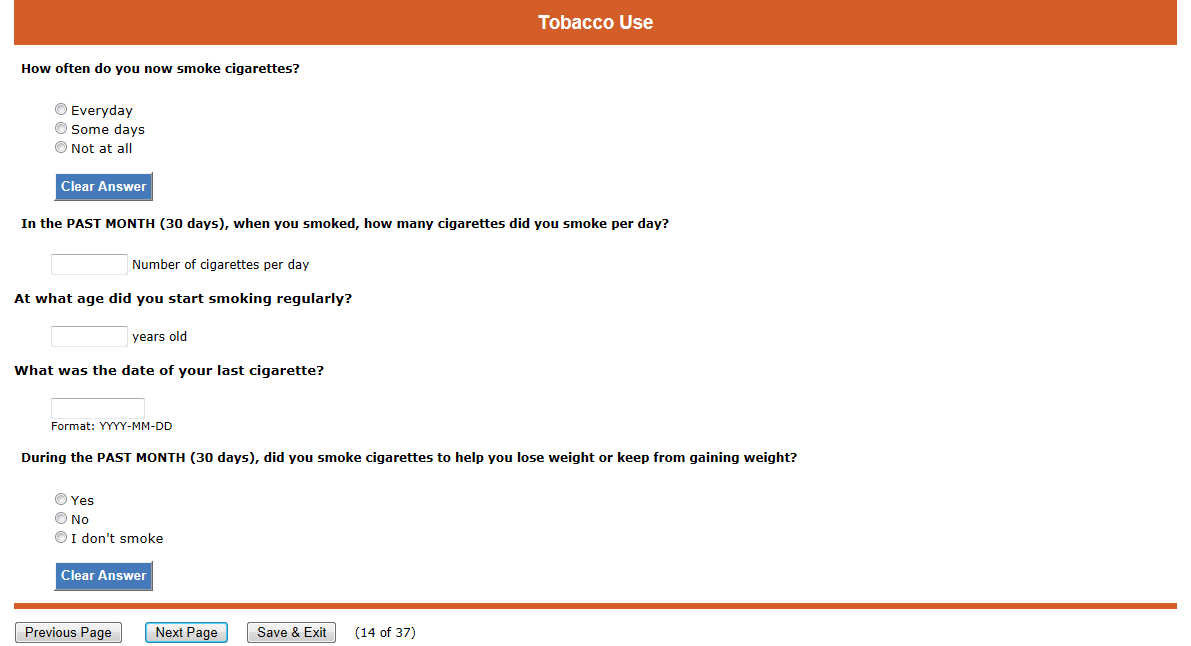 Tobacco Use
How often do you now smoke cigarettes?
Everyday
Some days
Not at all
Clear Answer
In the PAST MONTH (30 days), when you smoked, how many cigarettes did you smoke per day?
Number of cigarettes per day
At what age did you start smoking regularly?
years old
What was the date of your last cigarette?
Format: YYYY-MM-DD
During the PAST MONTH (30 days), did you smoke cigarettes to help you lose weight or keep from gaining weight?
Yes
No
I don't smoke
Clear Answer
Previous Page Next Page Save & Exit (14 of 37)